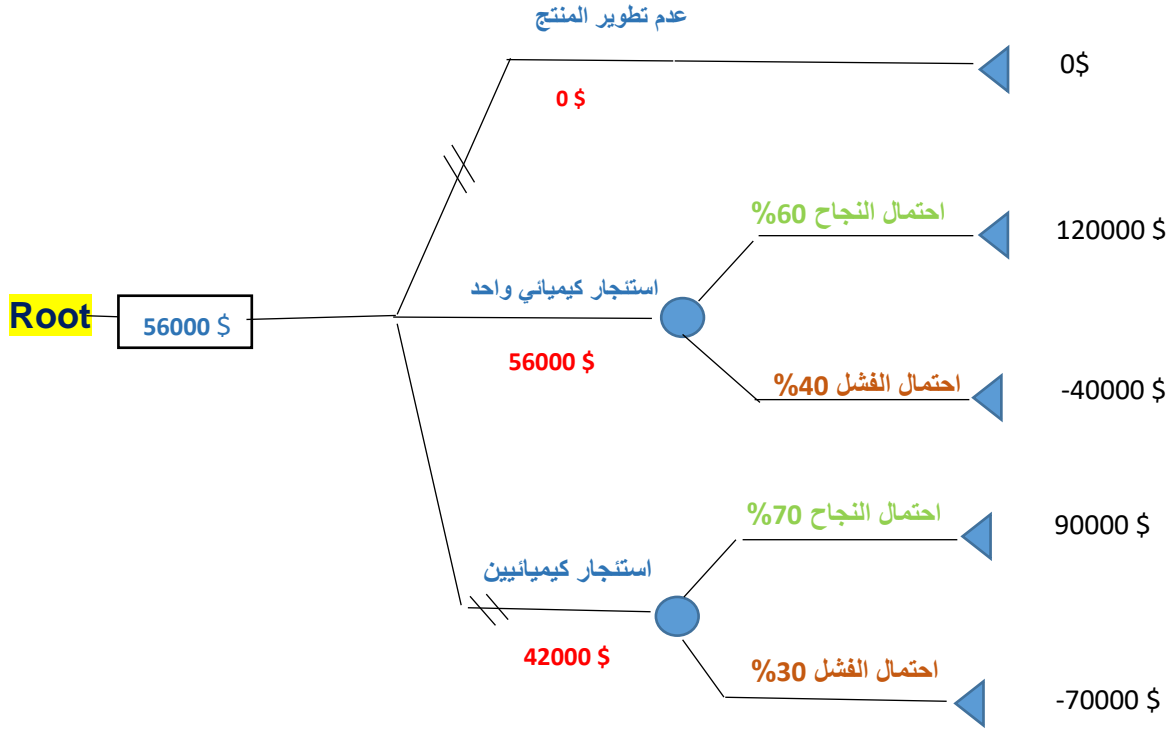 عدم تطوير المنتج
0$
0 $
احتمال النجاح 60%
120000 $
استئجار كيميائي واحد
Root
56000 $
56000 $
احتمال الفشل 40%
-40000 $
احتمال النجاح 70%
90000 $
استئجار كيميائيين
42000 $
احتمال الفشل 30%
-70000 $